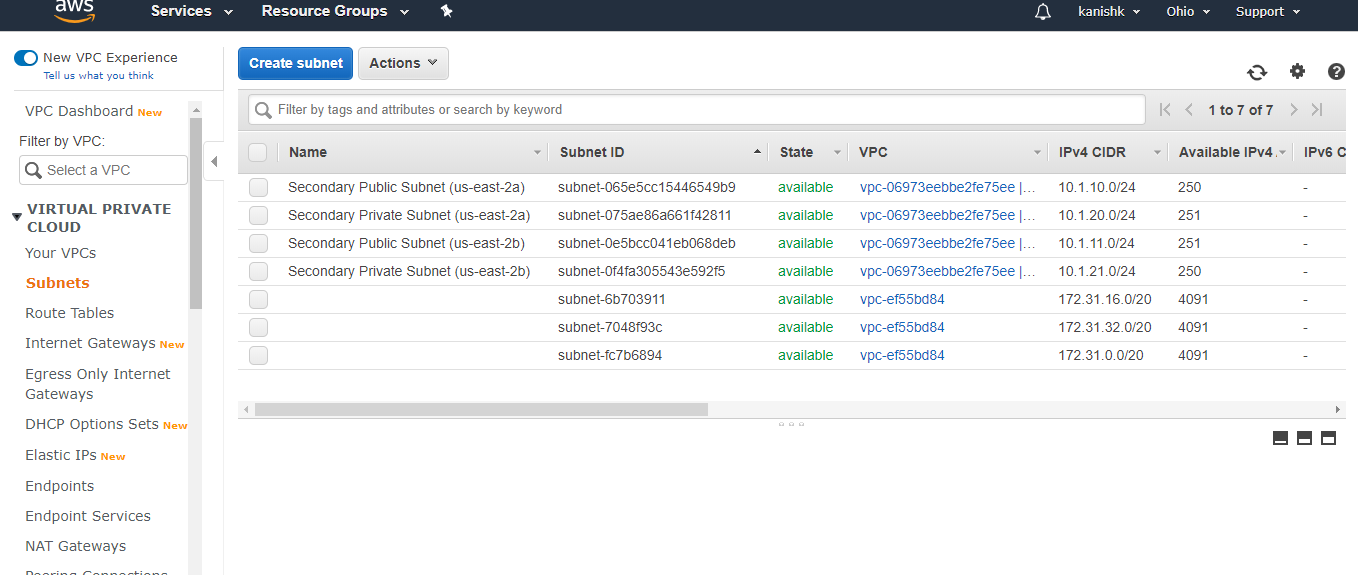 aws Services Resource Groups kanishk Ohio Support
New VPC Experience
Tell us what you think
VPC Dashboard New
Filter by VPC:
Select a VPC
VIRTUAL PRIVATE
CLOUD
Your VPCs
Subnets
Route Tables
Internet Gateways New
Egress Only Internet
Gateways
DHCP Options Sets New
Elastic IPs New
Endpoints
Endpoint Services
NAT Gateways
Peering Connections
Create subnet Actions
Filter by tags and attributes or search by keyword 1 to 7 of 7
Name Subnet ID State VPC IPv4 CIDR Available IPv4 IPv6 C
Secondary Public Subnet (us-east-2a) subnet-065e5cc15446549b9 available vpc-06973eebbe2fe75ee |... 10.1.10.0/24 250 -
Secondary Private Subnet (us-east-2a) subnet-075ae86a661f42811 available vpc-06973eebbe2fe75ee |... 10.1.20.0/24 251 -
Secondary Public Subnet (us-east-2b) subnet-0e5bcc041eb068deb available vpc-06973eebbe2fe75ee |... 10.1.11.0/24 251 -
Secondary Private Subnet (us-east-2b) subnet-0f4fa305543e592f5 available vpc-06973eebbe2fe75ee |... 10.1.21.0/24 250 -
subnet-6b703911 available vpc-ef55bd84 172.31.16.0/20 4091 -
subnet-7048f93c available vpc-ef55bd84 172.31.32.0/20 4091 -
subnet-fc7b6894 available vpc-ef55bd84 172.31.0.0/20 4091 -